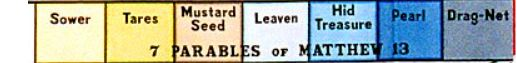 Sower Tares Mustard Seed Leaven Hid Treasure Pearl Drag-Net
7 PARABLES OF MATTHEW 13